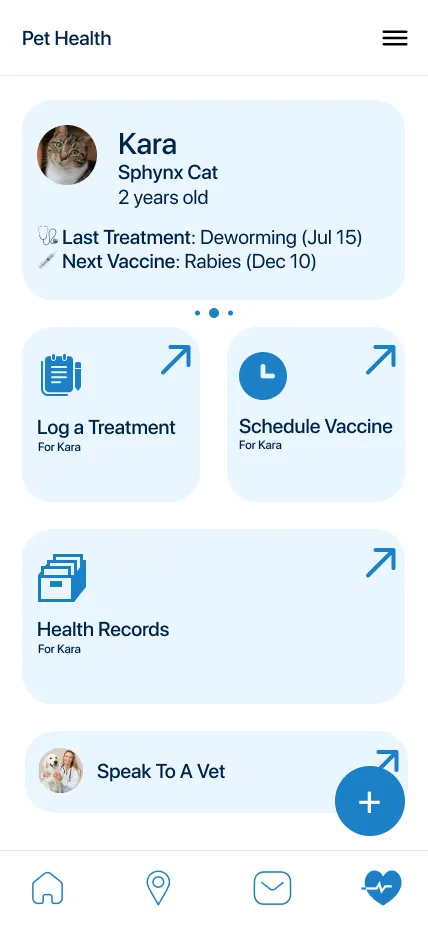 Pet Health
Kara
Sphynx Cat
2 years old
Last Treatment: Deworming (Jul 15)
Next Vaccine: Rabies (Dec 10)
Log a Treatment
For Kara
Schedule Vaccine
For Kara
Health Records
For Kara
Speak To A Vet